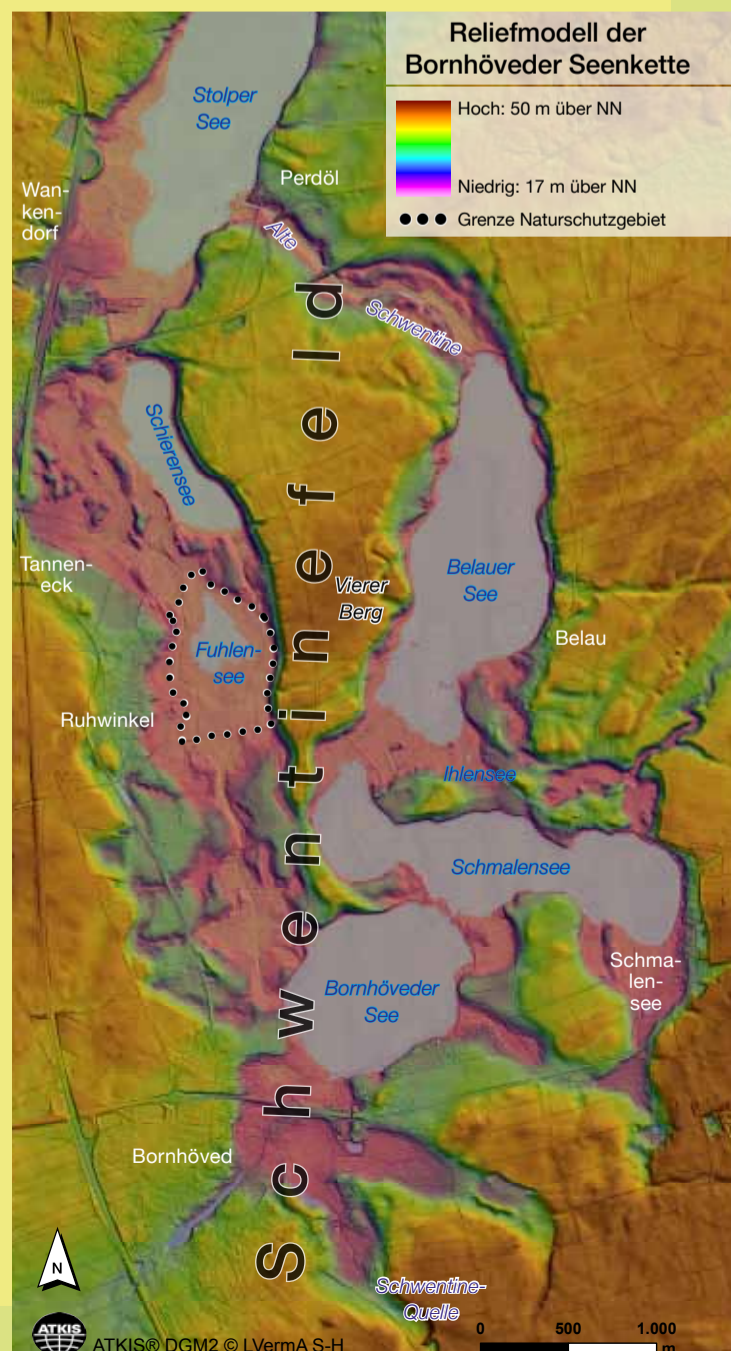 Reliefmodell der
Bornhöveder Seenkette
Hoch: 50 m über NN
Niedrig: 17 m über NN
Grenze Naturschutzgebiet
Stolper
See
Perdöl
Wan-
ken-
dorf
Alte
Schwentine
Schierensee
Tannen-
eck
Vierer
Berg
Belauer
See
Belau
Fuhlen-
see
Ruhwinkel
Ihlensee
Schmalensee
Schma-
len-
see
Bornhöveder
See
Bornhöved
Schwentinefeld
Schwentine-
Quelle
N
ATKIS
ATKIS® DGM2 © LVermA S-H
0 500 1.000
m